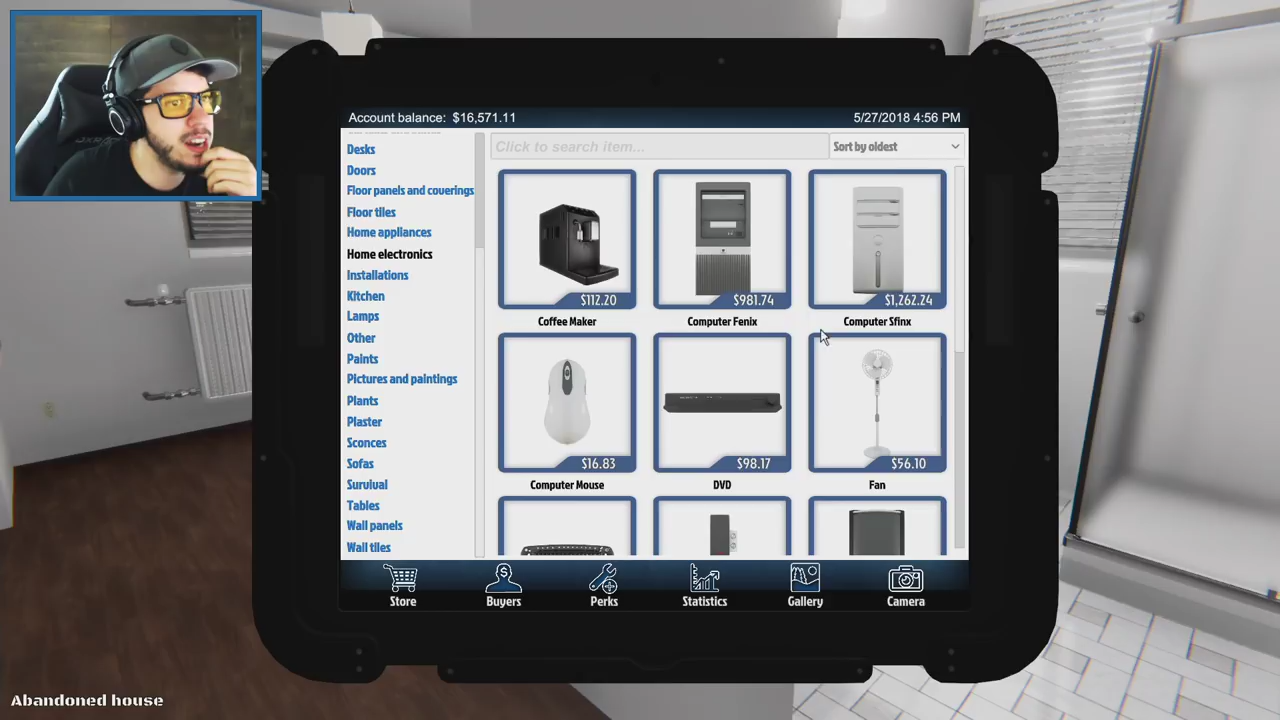 Account balance: $16,571.11
5/27/2018 4:56 PM
Click to search item...
Sort by oldest
Desks
Doors
Floor panels and coverings
Floor tiles
Home appliances
Home electronics
Installations
Kitchen
Lamps
Other
Paints
Pictures and paintings
Plants
Plaster
Sconces
Sofas
Survival
Tables
Wall panels
Wall tiles
$112.20
$981.74
$1,262.24
Coffee Maker
Computer Fenix
Computer Sfinx
$16.83
$98.17
$56.10
Computer Mouse
DVD
Fan
Store
Buyers
Perks
Statistics
Gallery
Camera
Abandoned house